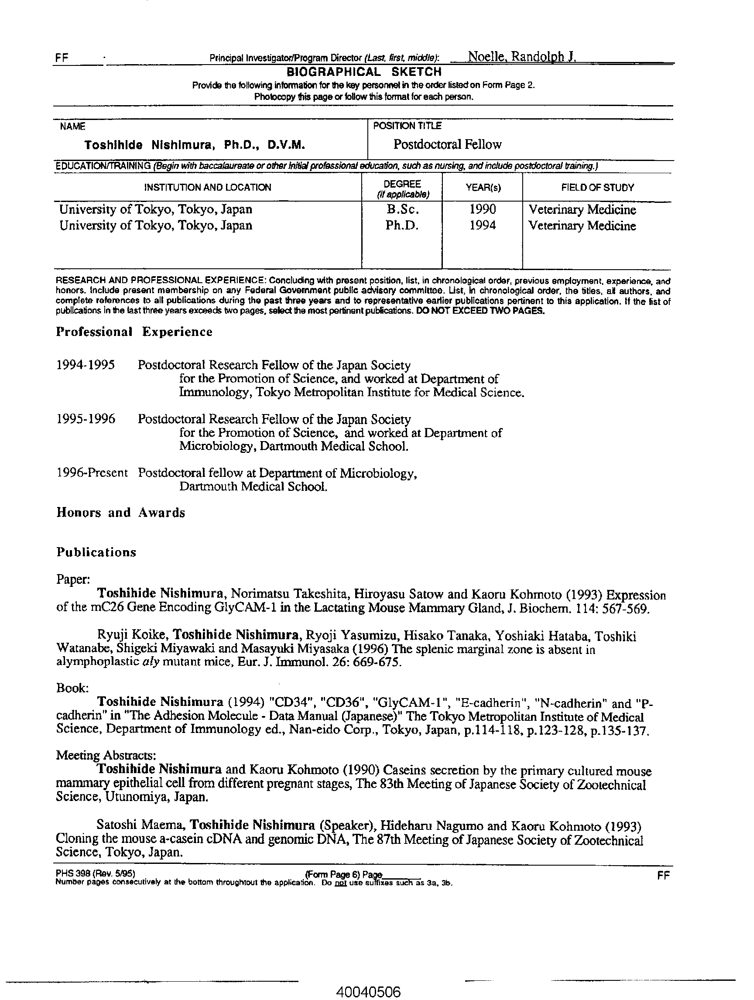 FF
Principal Investigator/Program Director (Last, first, middle): Noelle, Randolph J.
BIOGRAPHICAL SKETCH
Provide the following information for the key personnel in the order listed on Form Page 2.
Photocopy this page or follow this format for each person.
NAME
POSITION TITLE
Toshihide Nishimura, Ph.D., D.V.M.
Postdoctoral Fellow
EDUCATION/TRAINING (Begin with baccalaureate or other initial professional education, such as nursing, and include postdoctoral training.)
INSTITUTION AND LOCATION
DEGREE
(if applicable)
YEAR(s)
FIELD OF STUDY
University of Tokyo, Tokyo, Japan B.Sc. 1990 Veterinary Medicine
University of Tokyo, Tokyo, Japan Ph.D. 1994 Veterinary Medicine
RESEARCH AND PROFESSIONAL EXPERIENCE: Concluding with present position, list, in chronological order, previous employment, experience, and
honors. Include present membership on any Federal Government public advisory committee. List, in chronological order, the titles, all authors, and
complete references to all publications during the past three years and to representative earlier publications pertinent to this application. If the list of
publications in the last three years exceeds two pages, select the most pertinent publications. DO NOT EXCEED TWO PAGES.
Professional Experience
1994-1995 Postdoctoral Research Fellow of the Japan Society
for the Promotion of Science, and worked at Department of
Immunology, Tokyo Metropolitan Institute for Medical Science.
1995-1996 Postdoctoral Research Fellow of the Japan Society
for the Promotion of Science, and worked at Department of
Microbiology, Dartmouth Medical School.
1996-Present Postdoctoral fellow at Department of Microbiology,
Dartmouth Medical School.
Honors and Awards
Publications
Paper:
Toshihide Nishimura, Norimatsu Takeshita, Hiroyasu Satow and Kaoru Kohmoto (1993) Expression
of the mC26 Gene Encoding GlyCAM-1 in the Lactating Mouse Mammary Gland, J. Biochem. 114: 567-569.
Ryuji Koike, Toshihide Nishimura, Ryoji Yasumizu, Hisako Tanaka, Yoshiaki Hataba, Toshiki
Watanabe, Shigeki Miyawaki and Masayuki Miyasaka (1996) The splenic marginal zone is absent in
alymphoplastic aly mutant mice, Eur. J. Immunol. 26: 669-675.
Book:
Toshihide Nishimura (1994) "CD34", "CD36", "GlyCAM-1", "E-cadherin", "N-cadherin" and "P-
cadherin" in "The Adhesion Molecule - Data Manual (Japanese)" The Tokyo Metropolitan Institute of Medical
Science, Department of Immunology ed., Nan-eido Corp., Tokyo, Japan, p.114-118, p.123-128, p.135-137.
Meeting Abstracts:
Toshihide Nishimura and Kaoru Kohmoto (1990) Caseins secretion by the primary cultured mouse
mammary epithelial cell from different pregnant stages, The 83th Meeting of Japanese Society of Zootechnical
Science, Utunomiya, Japan.
Satoshi Maema, Toshihide Nishimura (Speaker), Hideharu Nagumo and Kaoru Kohmoto (1993)
Cloning the mouse a-casein cDNA and genomic DNA, The 87th Meeting of Japanese Society of Zootechnical
Science, Tokyo, Japan.
PHS 398 (Rev. 5/95) (Form Page 6) Page FF
Number pages consecutively at the bottom throughtout the application. Do not use suffixes such as 3a, 3b.
40040506